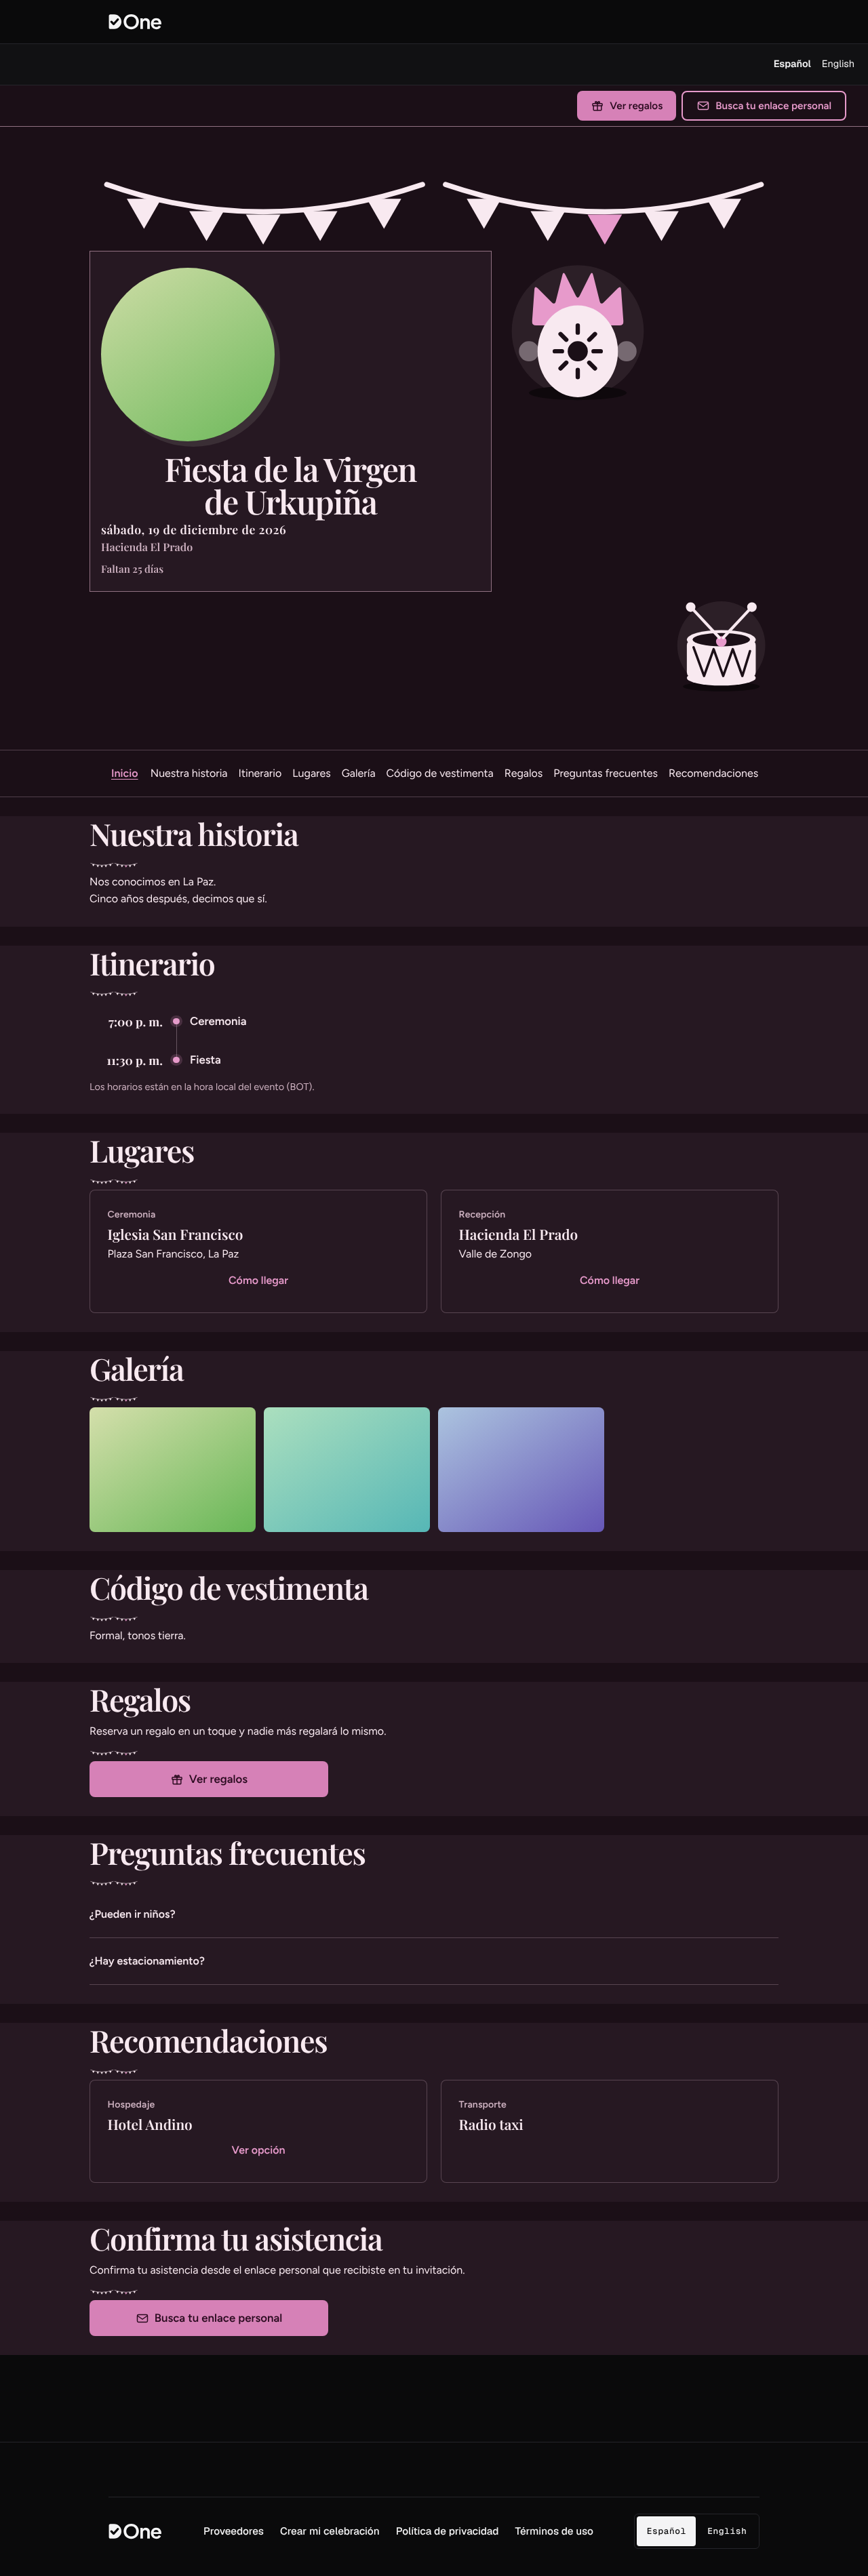 One
Español English
Ver regalos Busca tu enlace personal
Fiesta de la Virgen
de Urkupiña
sábado, 19 de diciembre de 2026
Hacienda El Prado
Faltan 25 días
Inicio Nuestra historia Itinerario Lugares Galería Código de vestimenta Regalos Preguntas frecuentes Recomendaciones
Nuestra historia
Nos conocimos en La Paz.
Cinco años después, decimos que sí.
Itinerario
7:00 p. m. Ceremonia
11:30 p. m. Fiesta
Los horarios están en la hora local del evento (BOT).
Lugares
Ceremonia
Iglesia San Francisco
Plaza San Francisco, La Paz
Cómo llegar
Recepción
Hacienda El Prado
Valle de Zongo
Cómo llegar
Galería
Código de vestimenta
Formal, tonos tierra.
Regalos
Reserva un regalo en un toque y nadie más regalará lo mismo.
Ver regalos
Preguntas frecuentes
¿Pueden ir niños?
¿Hay estacionamiento?
Recomendaciones
Hospedaje
Hotel Andino
Ver opción
Transporte
Radio taxi
Confirma tu asistencia
Confirma tu asistencia desde el enlace personal que recibiste en tu invitación.
Busca tu enlace personal
One Proveedores Crear mi celebración Política de privacidad Términos de uso Español English